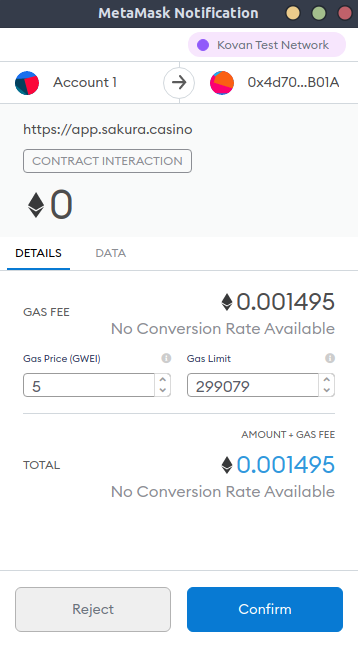 MetaMask Notification
Kovan Test Network
Account 1
0x4d70...B01A
https://app.sakura.casino
CONTRACT INTERACTION
0
DETAILS DATA
GAS FEE
0.001495
No Conversion Rate Available
Gas Price (GWEI) Gas Limit
5 299079
AMOUNT + GAS FEE
TOTAL
0.001495
No Conversion Rate Available
Reject Confirm